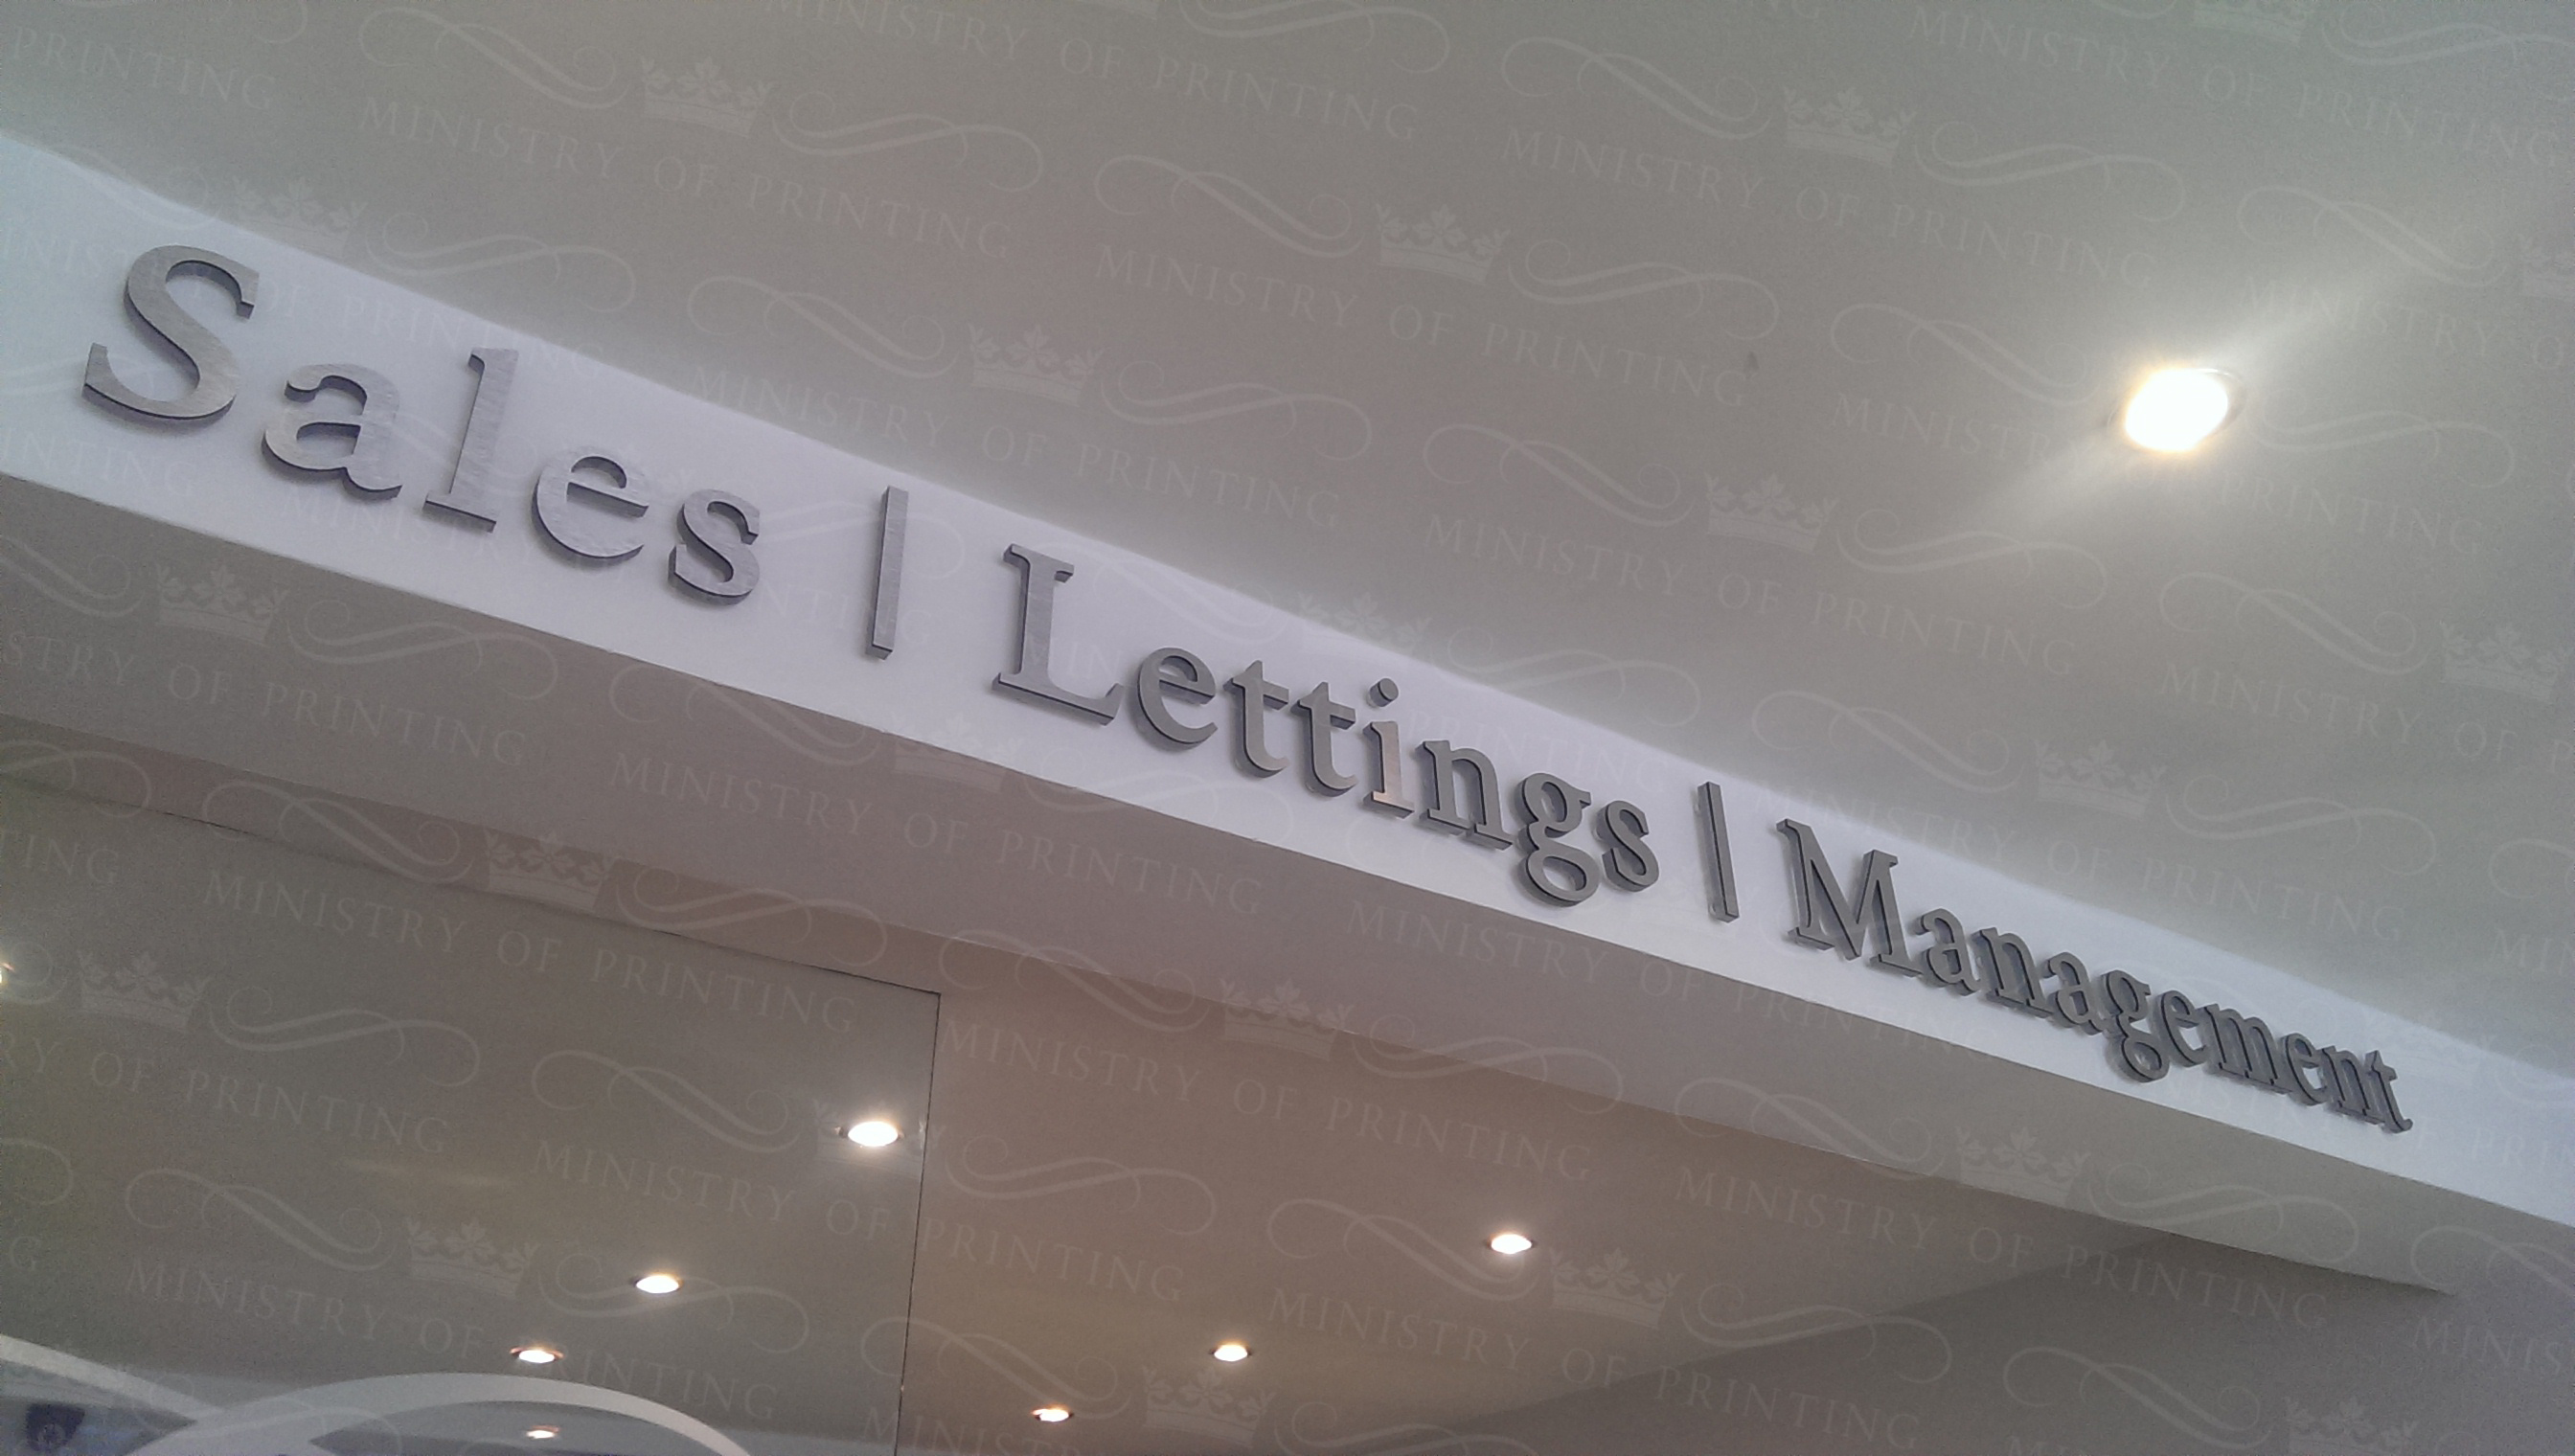 Sales | Lettings | Management
MINISTRY OF PRINTING